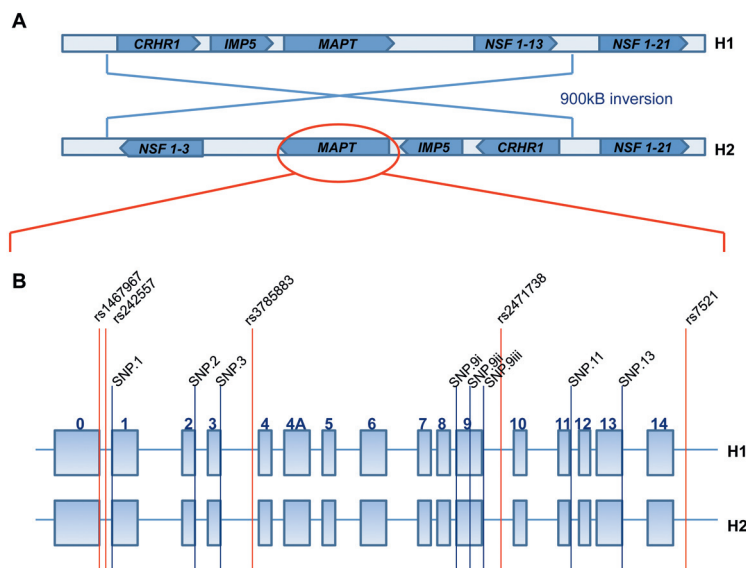 A
CRHR1 IMP5 MAPT NSF 1-13 NSF 1-21 H1
900kB inversion
NSF 1-3 MAPT IMP5 CRHR1 NSF 1-21 H2
B
rs1467967
rs242557
rs3785883
rs2471738
rs7521
SNP.1
SNP.2
SNP.3
SNP.9i
SNP.9ii
SNP.9iii
SNP.11
SNP.13
0 1 2 3 4 4A 5 6 7 8 9 10 11 12 13 14
H1
H2